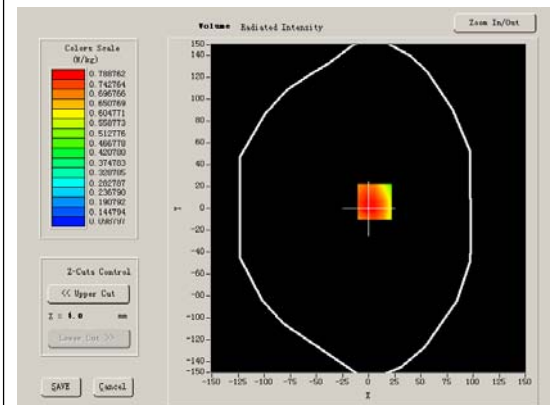 Volume Radiated Intensity
Zoom In/Out
Colors Scale
(W/kg)
0.788762
0.742764
0.696766
0.650769
0.604771
0.558773
0.512776
0.466778
0.420780
0.374783
0.328785
0.282787
0.236790
0.190792
0.144794
0.098797
Z-Cuts Control
<< Upper Cut
Z = 4.0 mm
Lower Cut >>
SAVE Cancel
150
140
120
100
80
60
40
20
0
-20
-40
-60
-80
-100
-120
-140
-150
Y
-150 -125 -100 -75 -50 -25 0 25 50 75 100 125 150
X